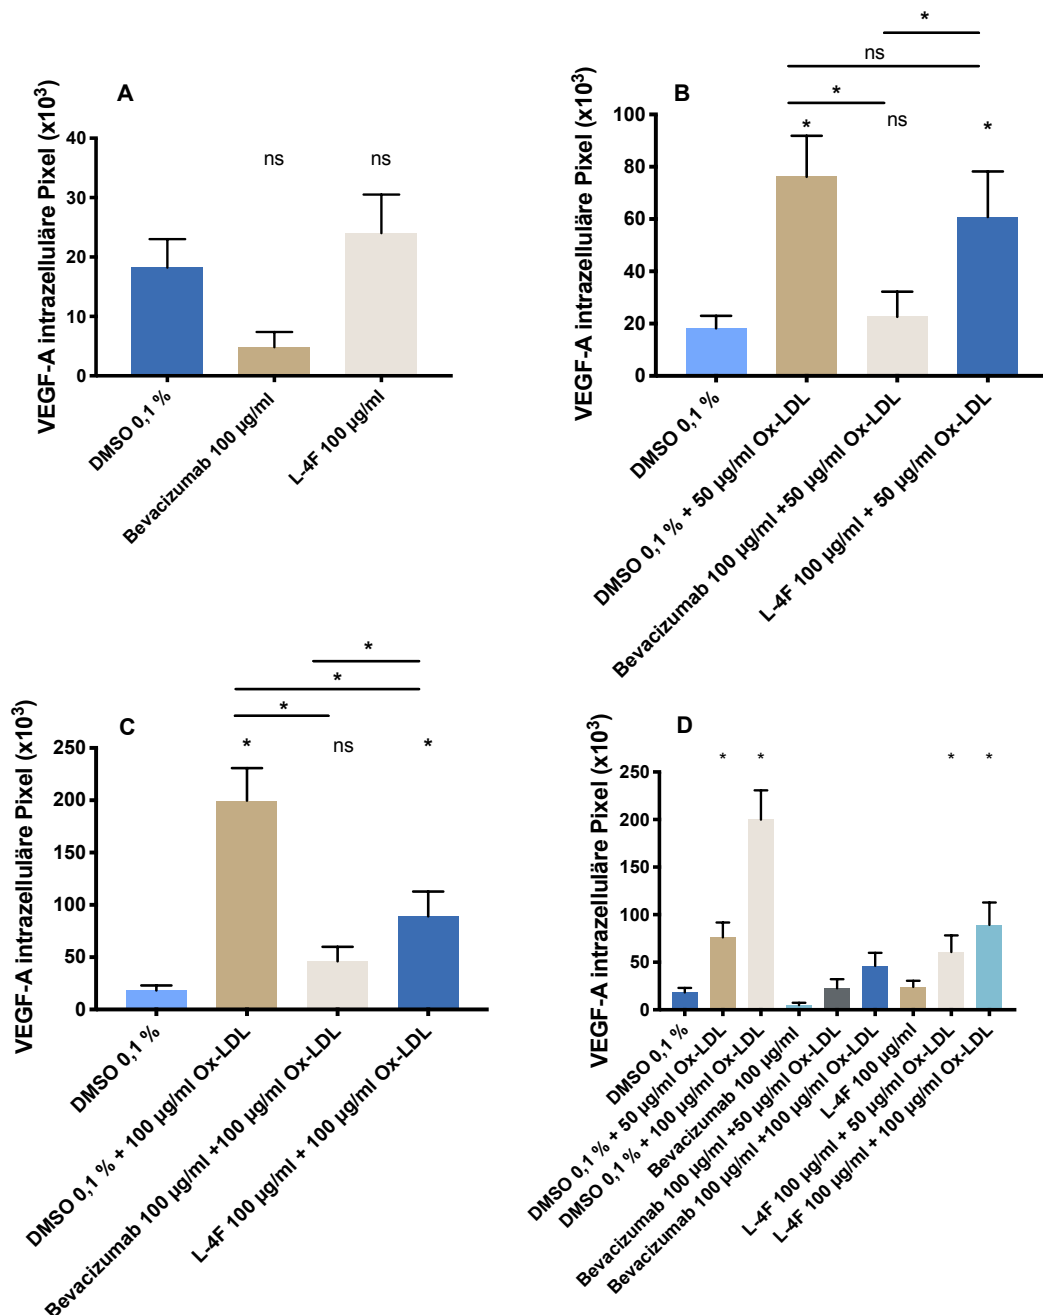 A
VEGF-A intrazelluläre Pixel (x10³)
40
30
20
10
0
ns
ns
DMSO 0,1 %
Bevacizumab 100 µg/ml
L-4F 100 µg/ml
B
VEGF-A intrazelluläre Pixel (x10³)
100
80
60
40
20
0
*
ns
*
*
ns
*
DMSO 0,1 %
DMSO 0,1 % + 50 µg/ml Ox-LDL
Bevacizumab 100 µg/ml +50 µg/ml Ox-LDL
L-4F 100 µg/ml + 50 µg/ml Ox-LDL
C
VEGF-A intrazelluläre Pixel (x10³)
250
200
150
100
50
0
*
*
*
*
ns
*
DMSO 0,1 %
DMSO 0,1 % + 100 µg/ml Ox-LDL
Bevacizumab 100 µg/ml +100 µg/ml Ox-LDL
L-4F 100 µg/ml + 100 µg/ml Ox-LDL
D
VEGF-A intrazelluläre Pixel (x10³)
250
200
150
100
50
0
*
*
*
*
DMSO 0,1 %
DMSO 0,1 % + 50 µg/ml Ox-LDL
DMSO 0,1 % + 100 µg/ml Ox-LDL
Bevacizumab 100 µg/ml
Bevacizumab 100 µg/ml +50 µg/ml Ox-LDL
Bevacizumab 100 µg/ml +100 µg/ml Ox-LDL
L-4F 100 µg/ml
L-4F 100 µg/ml + 50 µg/ml Ox-LDL
L-4F 100 µg/ml + 100 µg/ml Ox-LDL